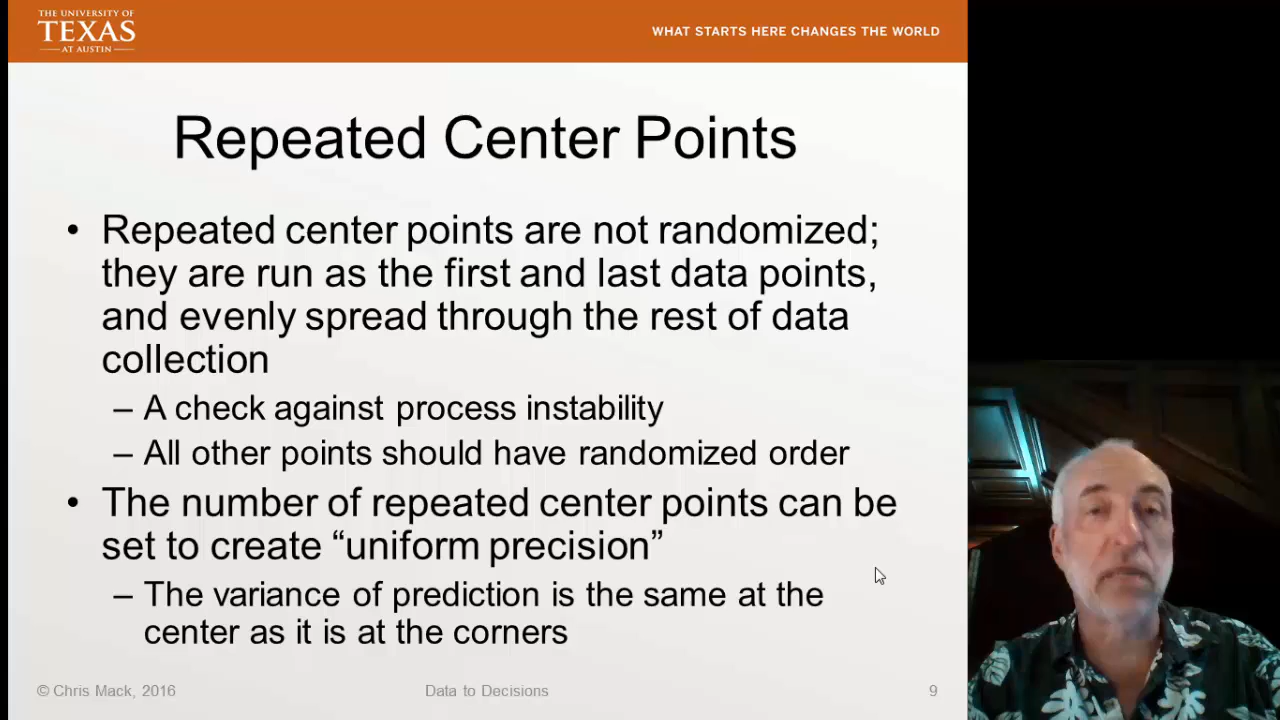 THE UNIVERSITY OF
TEXAS
AT AUSTIN
WHAT STARTS HERE CHANGES THE WORLD
Repeated Center Points
• Repeated center points are not randomized;
they are run as the first and last data points,
and evenly spread through the rest of data
collection
– A check against process instability
– All other points should have randomized order
• The number of repeated center points can be
set to create “uniform precision”
– The variance of prediction is the same at the
center as it is at the corners
© Chris Mack, 2016
Data to Decisions
9